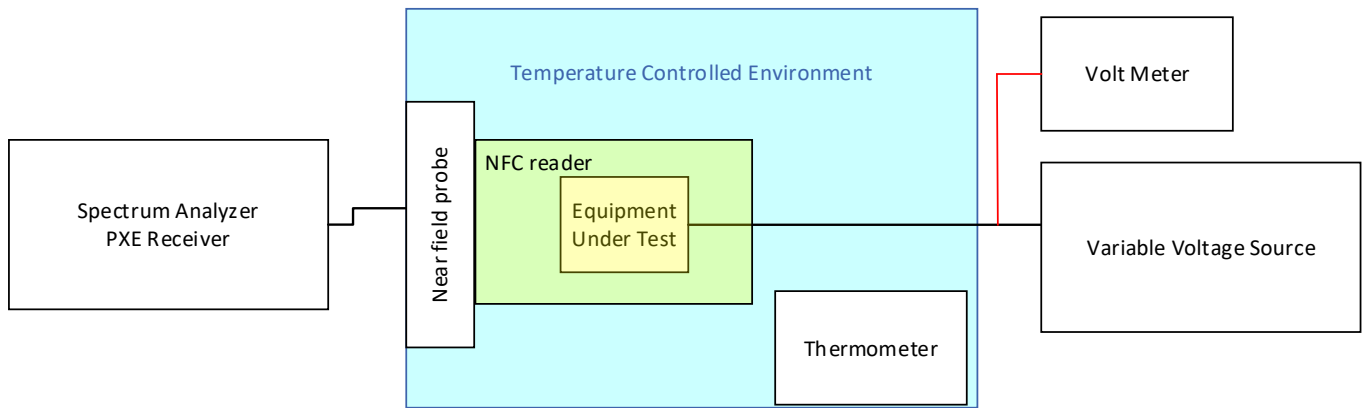 Temperature Controlled Environment
Volt Meter
Near field probe
NFC reader
Spectrum Analyzer
PXE Receiver
Equipment
Under Test
Variable Voltage Source
Thermometer